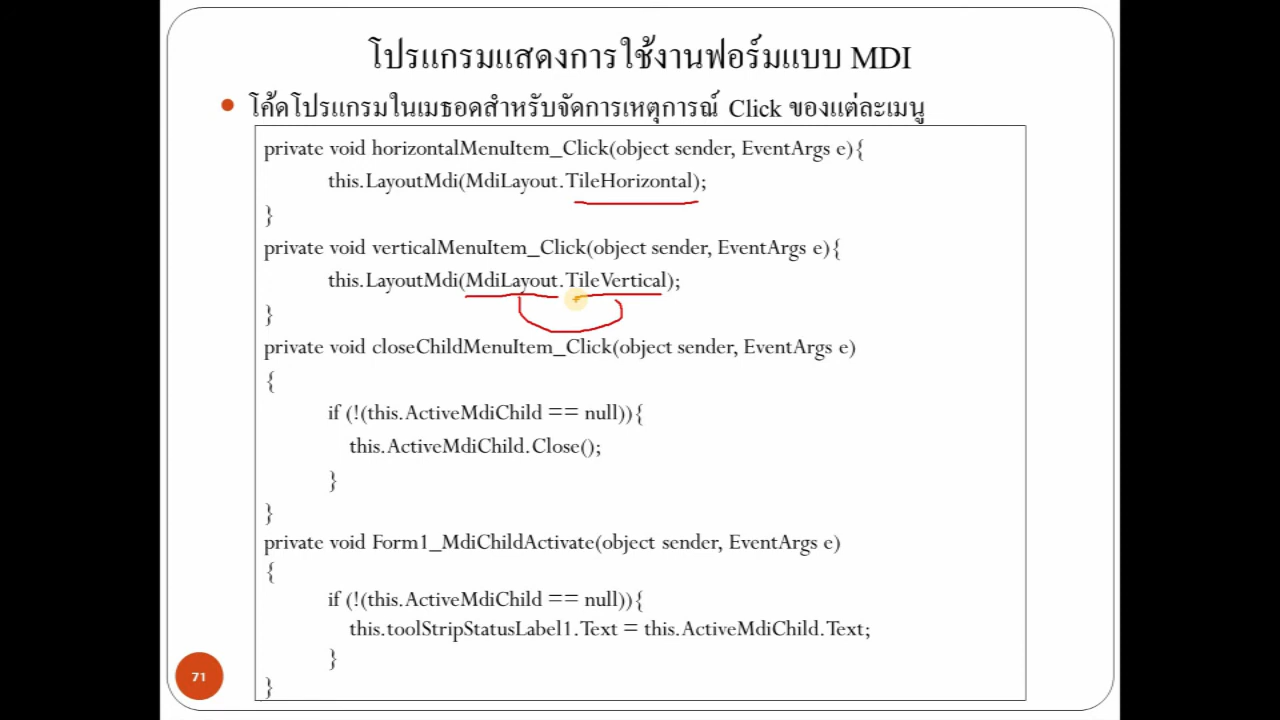 โปรแกรมแสดงการใช้งานฟอร์มแบบ MDI
โค้ดโปรแกรมในเมธอดสำหรับจัดการเหตุการณ์ Click ของแต่ละเมนู
private void horizontalMenuItem_Click(object sender, EventArgs e){
this.LayoutMdi(MdiLayout.TileHorizontal);
}
private void verticalMenuItem_Click(object sender, EventArgs e){
this.LayoutMdi(MdiLayout.TileVertical);
}
private void closeChildMenuItem_Click(object sender, EventArgs e)
{
if (!(this.ActiveMdiChild == null)){
this.ActiveMdiChild.Close();
}
}
private void Form1_MdiChildActivate(object sender, EventArgs e)
{
if (!(this.ActiveMdiChild == null)){
this.toolStripStatusLabel1.Text = this.ActiveMdiChild.Text;
}
}
71